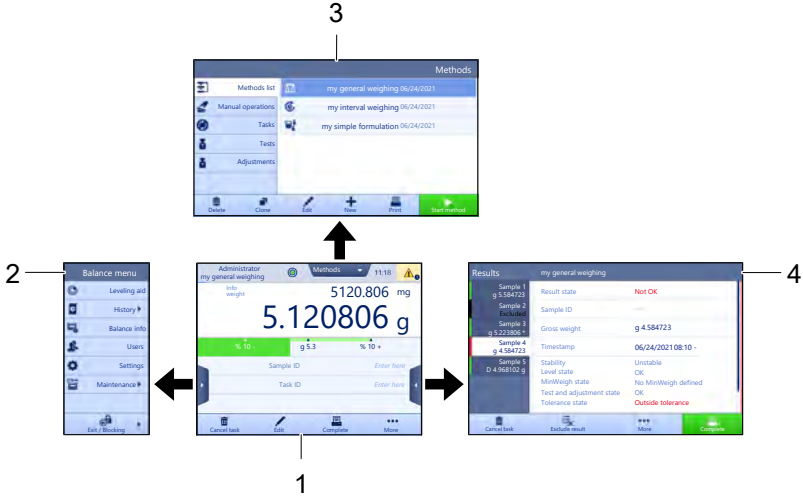 3
Methods
Methods list
my general weighing 06/24/2021
Manual operations
my interval weighing 06/24/2021
Tasks
my simple formulation 06/24/2021
Tests
Adjustments
Delete
Clone
Edit
New
Print
Start method
2
Balance menu
Leveling aid
History
Balance info
Users
Settings
Maintenance
Exit / Blocking
Administrator
my general weighing
Methods
11:18
Info
weight
5120.806 mg
5.120806 g
% 10 -
g 5.3
% 10 +
Sample ID
Enter here
Task ID
Enter here
Cancel task
Edit
Complete
More
1
4
Results
my general weighing
Sample 1
g 5.584723
Sample 2
Excluded
Sample 3
g 5.223806 *
Sample 4
g 4.584723
Sample 5
D 4.968102 g
Result state
Not OK
Sample ID
Gross weight
g 4.584723
Timestamp
06/24/2021 08:10 -
Stability
Unstable
Level state
OK
MinWeigh state
No MinWeigh defined
Test and adjustment state
OK
Tolerance state
Outside tolerance
Cancel task
Exclude result
More
Complete